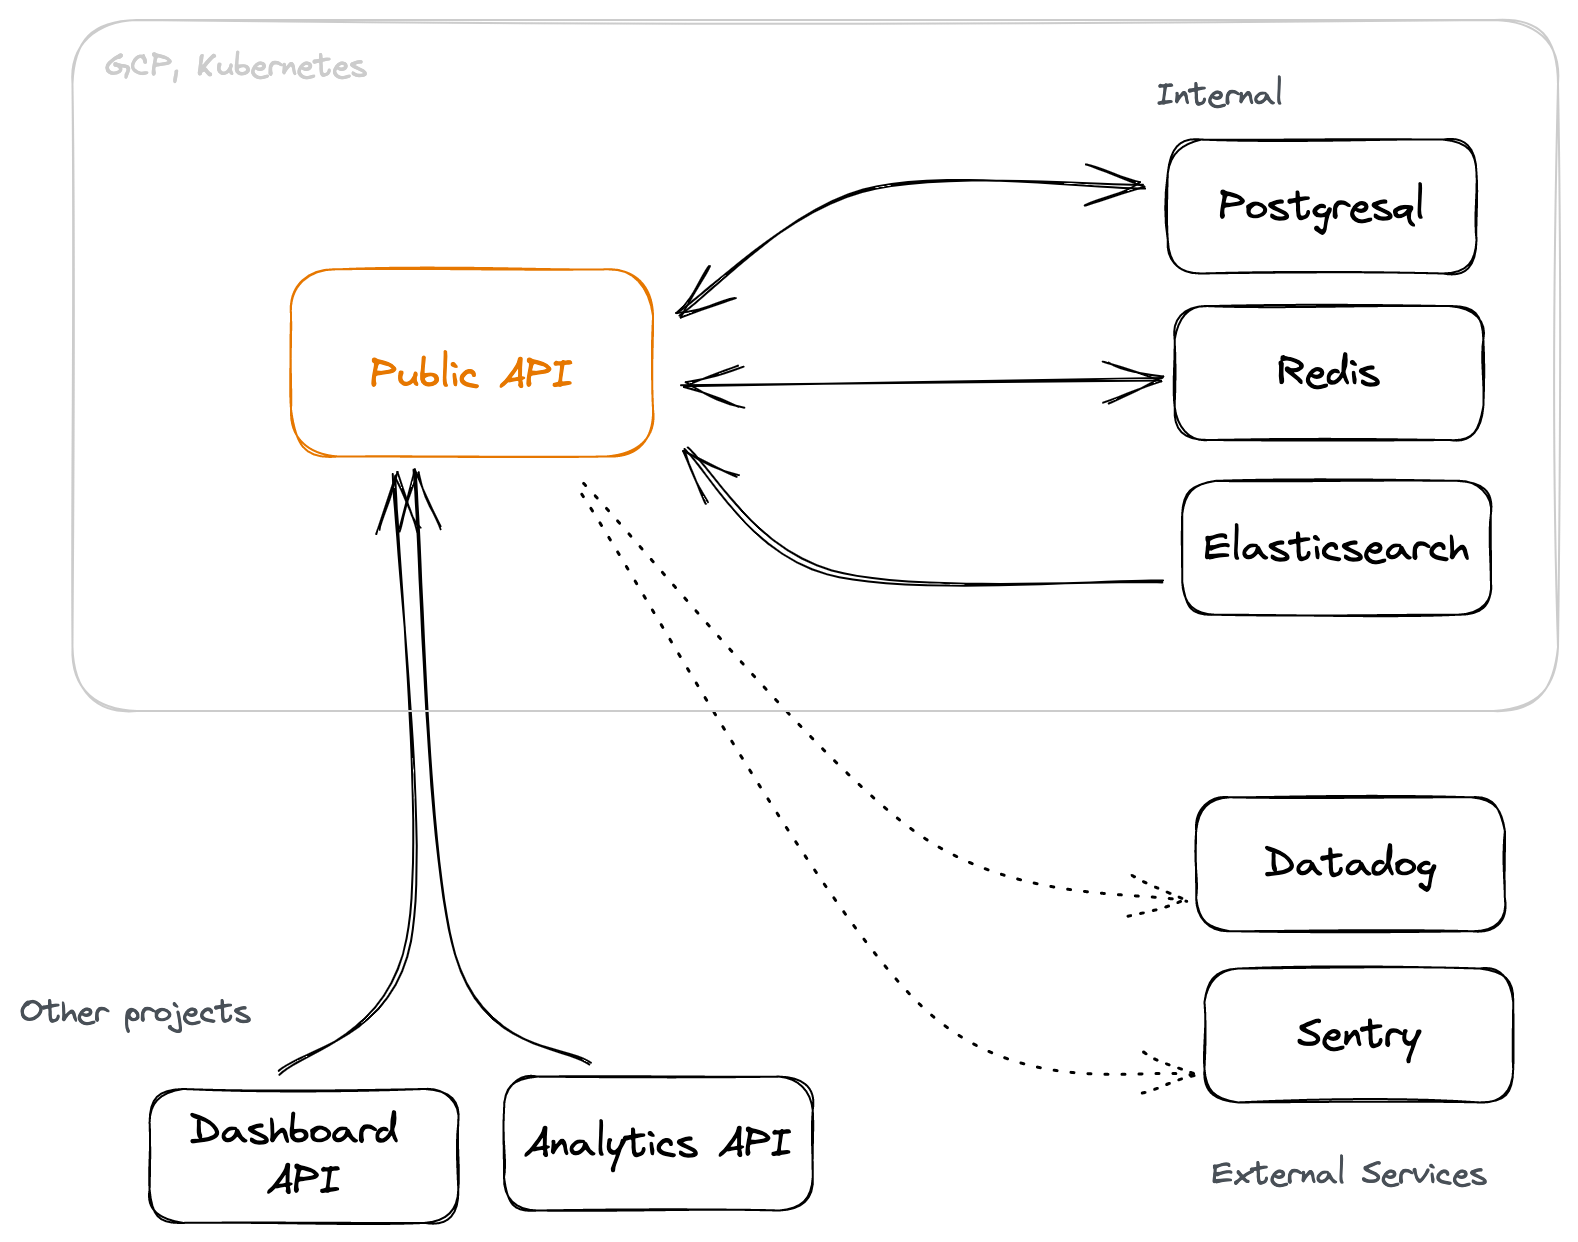 GCP, Kubernetes
Internal
Postgresql
Public API
Redis
Elasticsearch
Datadog
Other projects
Sentry
Dashboard
API
Analytics API
External Services